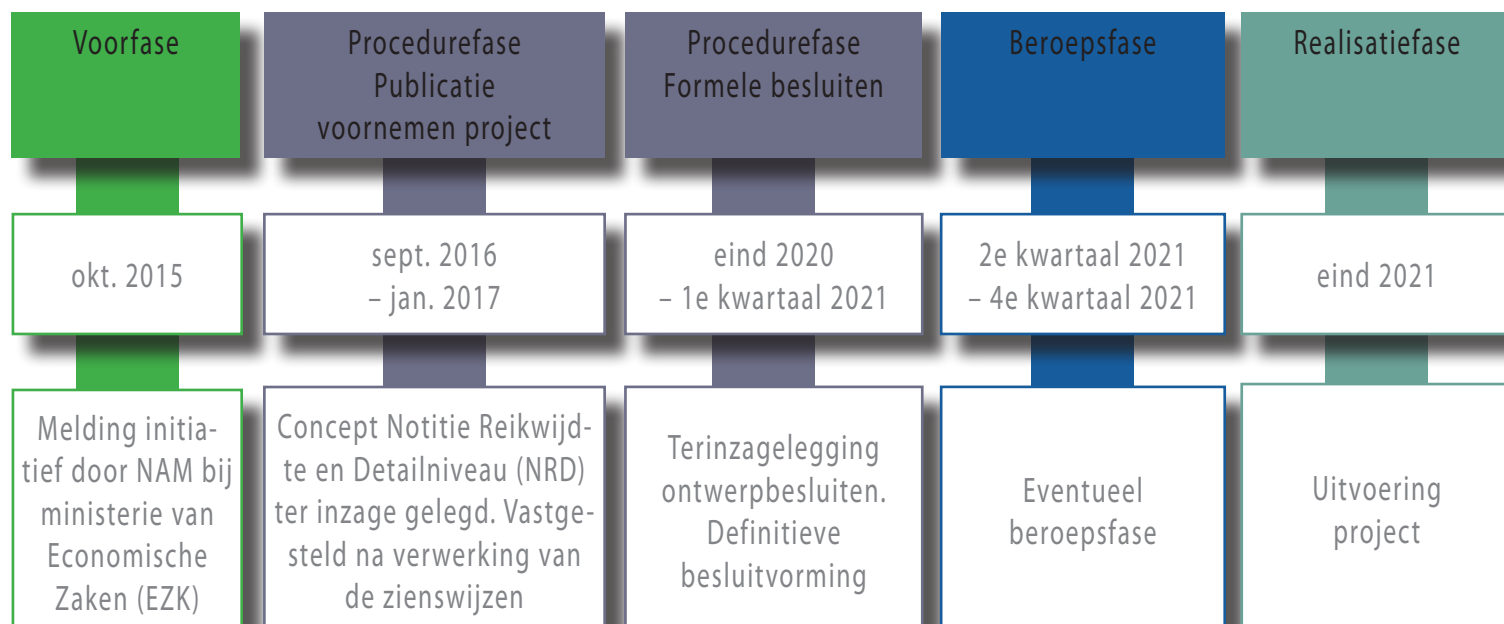 Voorfase
Procedurefase
Publicatie
voornemen project
Procedurefase
Formele besluiten
Beroepsfase
Realisatiefase
okt. 2015
sept. 2016
– jan. 2017
eind 2020
– 1e kwartaal 2021
2e kwartaal 2021
– 4e kwartaal 2021
eind 2021
Melding initia-
tief door NAM bij
ministerie van
Economische
Zaken (EZK)
Concept Notitie Reikwijd-
te en Detailniveau (NRD)
ter inzage gelegd. Vastge-
steld na verwerking van
de zienswijzen
Terinzagelegging
ontwerpbesluiten.
Definitieve
besluitvorming
Eventueel
beroepsfase
Uitvoering
project